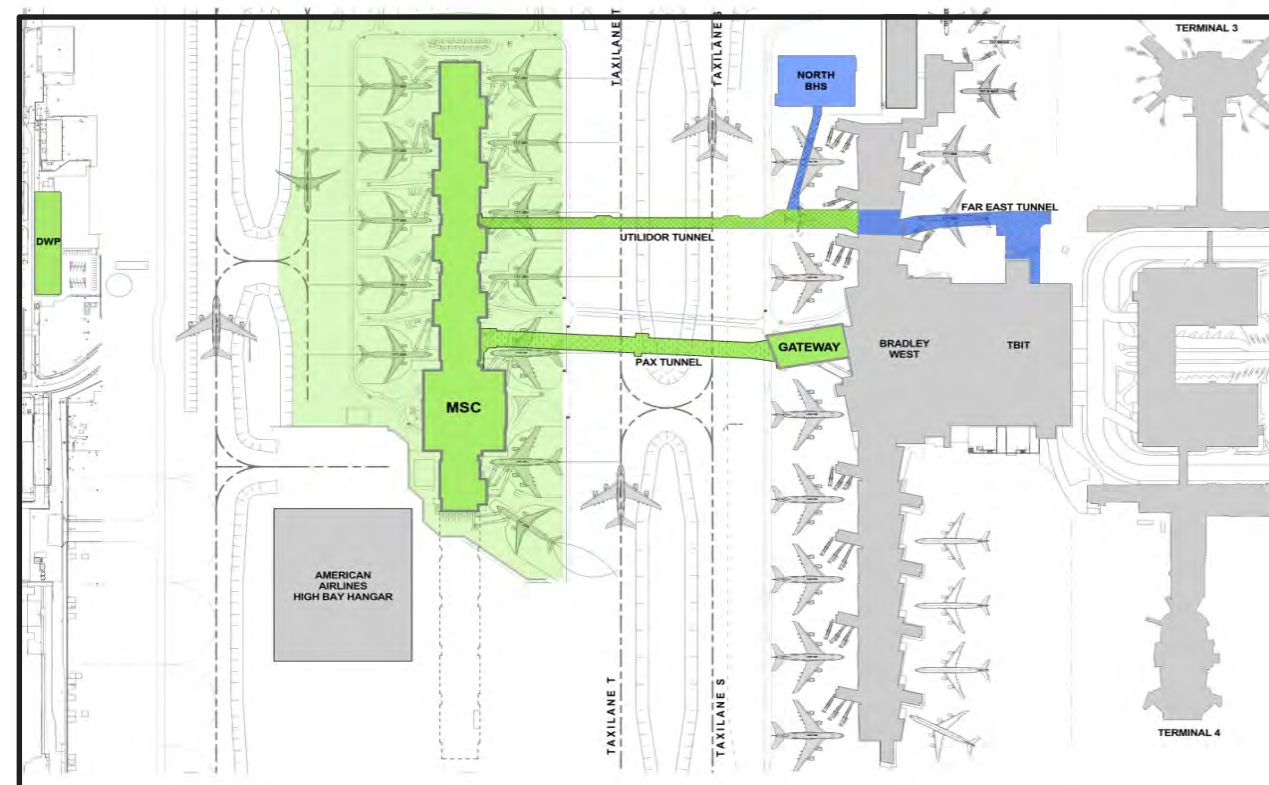 TERMINAL 3
TAXILANE T
TAXILANE S
NORTH
BHS
FAR EAST TUNNEL
DWP
UTILIDOR TUNNEL
GATEWAY
BRADLEY
WEST
TBIT
PAX TUNNEL
MSC
AMERICAN
AIRLINES
HIGH BAY HANGAR
TAXILANE T
TAXILANE S
TERMINAL 4